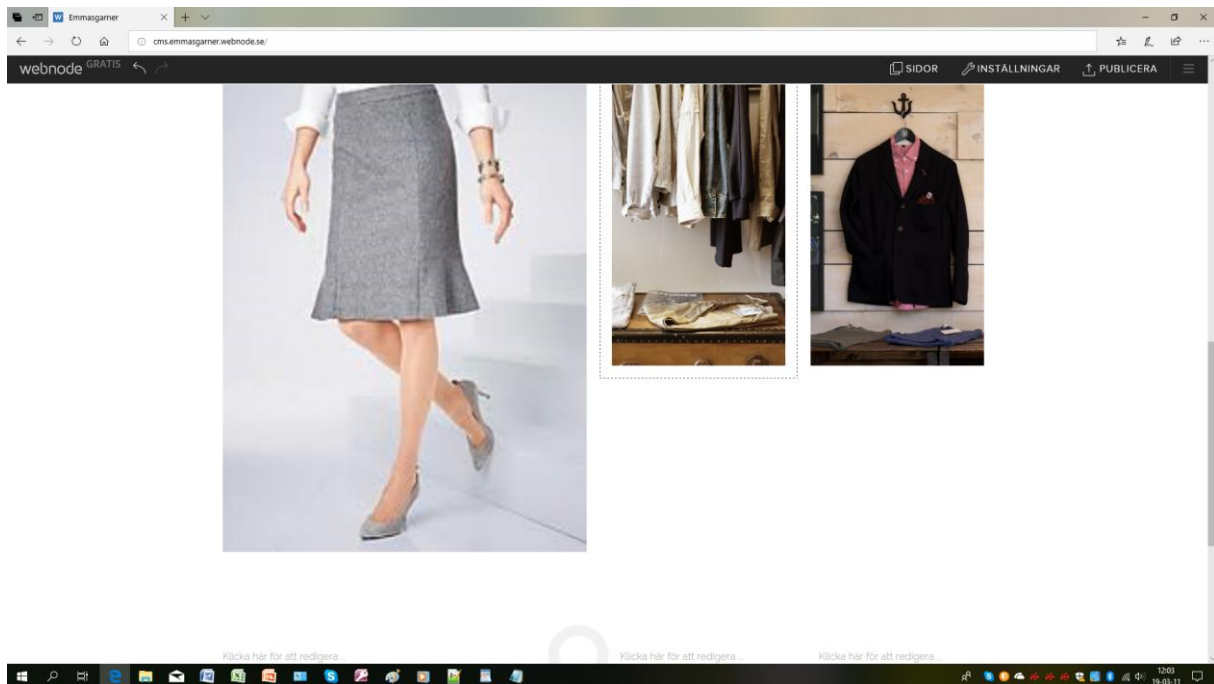 Emmasgarner
cms.emmasgarner.webnode.se/
webnode GRATIS
SIDOR
INSTÄLLNINGAR
PUBLICERA
Klicka här för att redigera ...
Klicka här för att redigera ...
Klicka här för att redigera ...
12:03
19-03-11